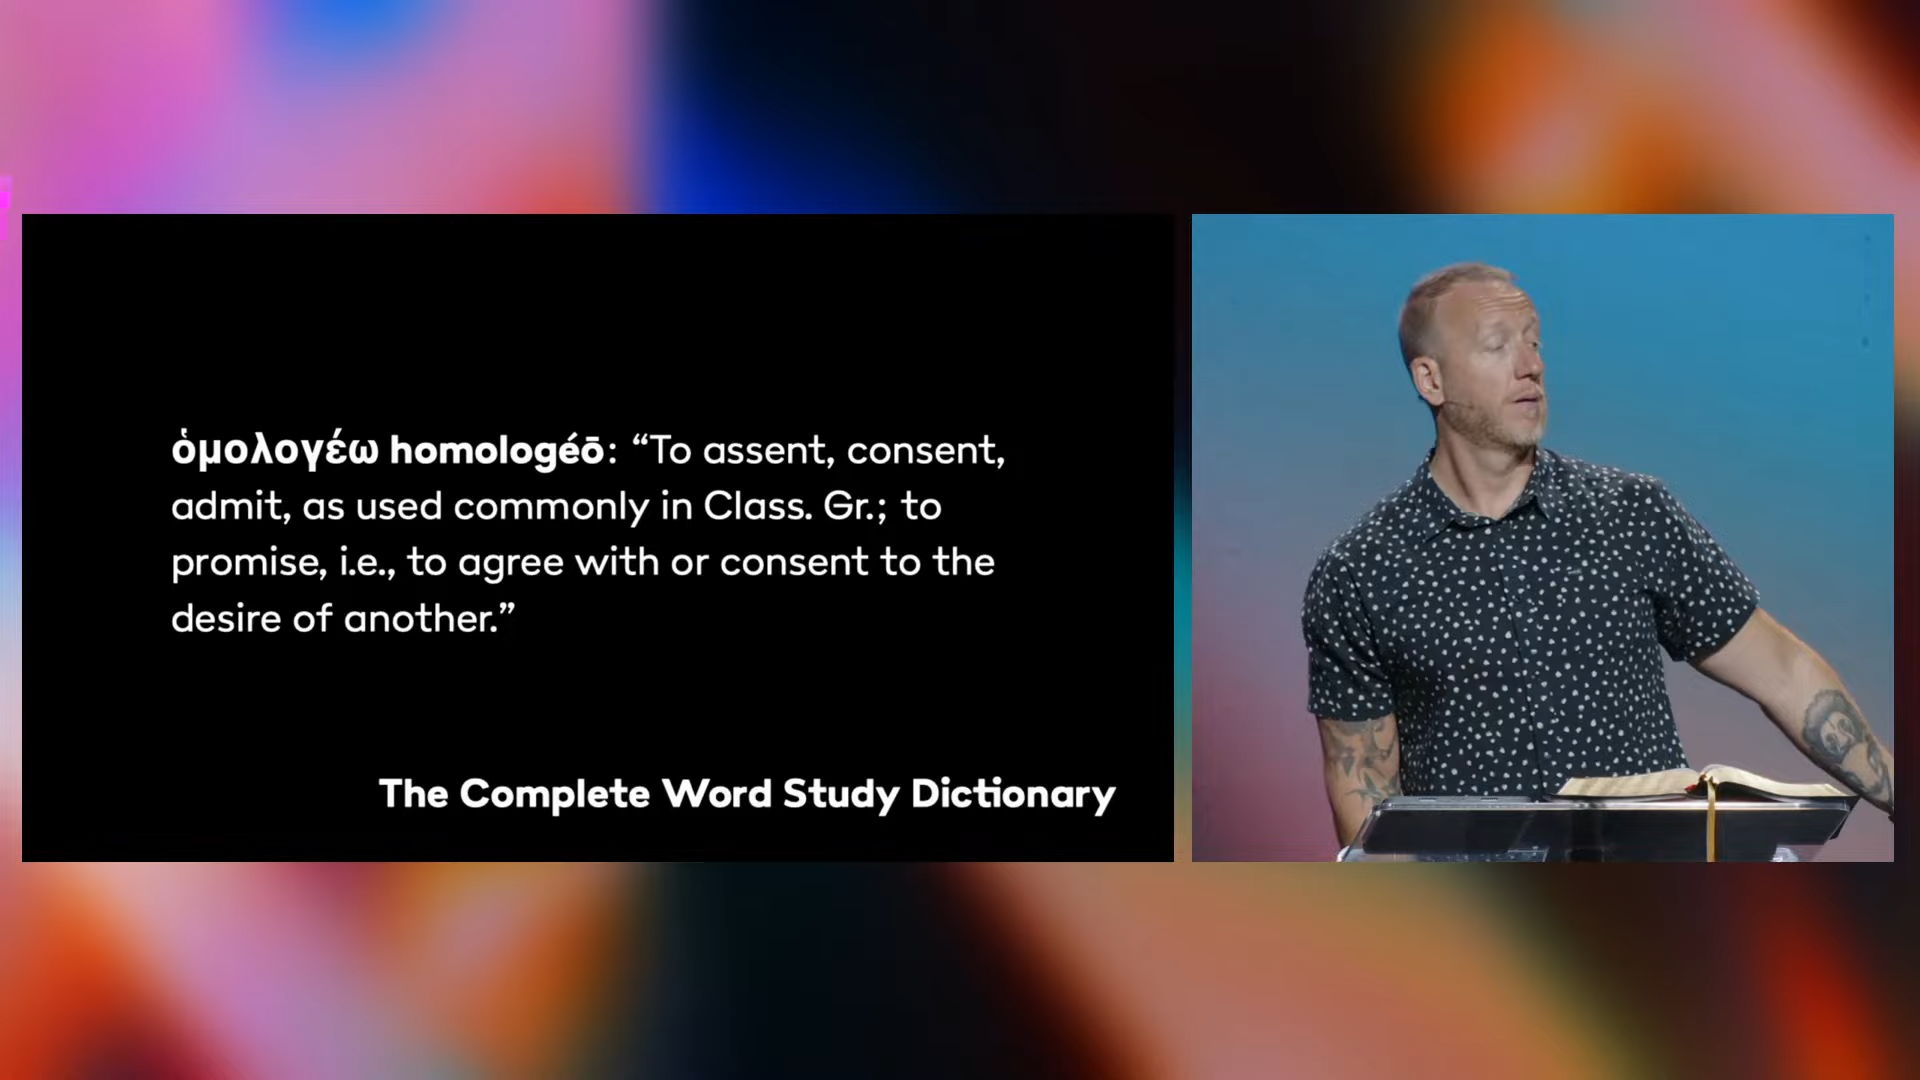 ὁμολογέω homologéō: “To assent, consent,
admit, as used commonly in Class. Gr.; to
promise, i.e., to agree with or consent to the
desire of another.”
The Complete Word Study Dictionary